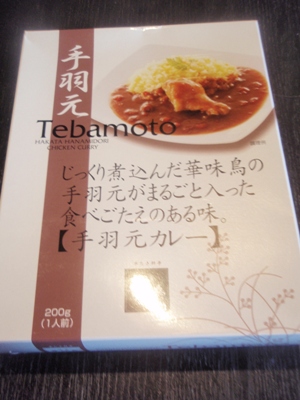 手羽元
Tebamoto
HAKATA HANAMIDORI
CHICKEN CURRY
じっくり煮込んだ華味鳥の
手羽元がまるごと入った
食べごたえのある味。
【手羽元カレー】
200g
(1人前)